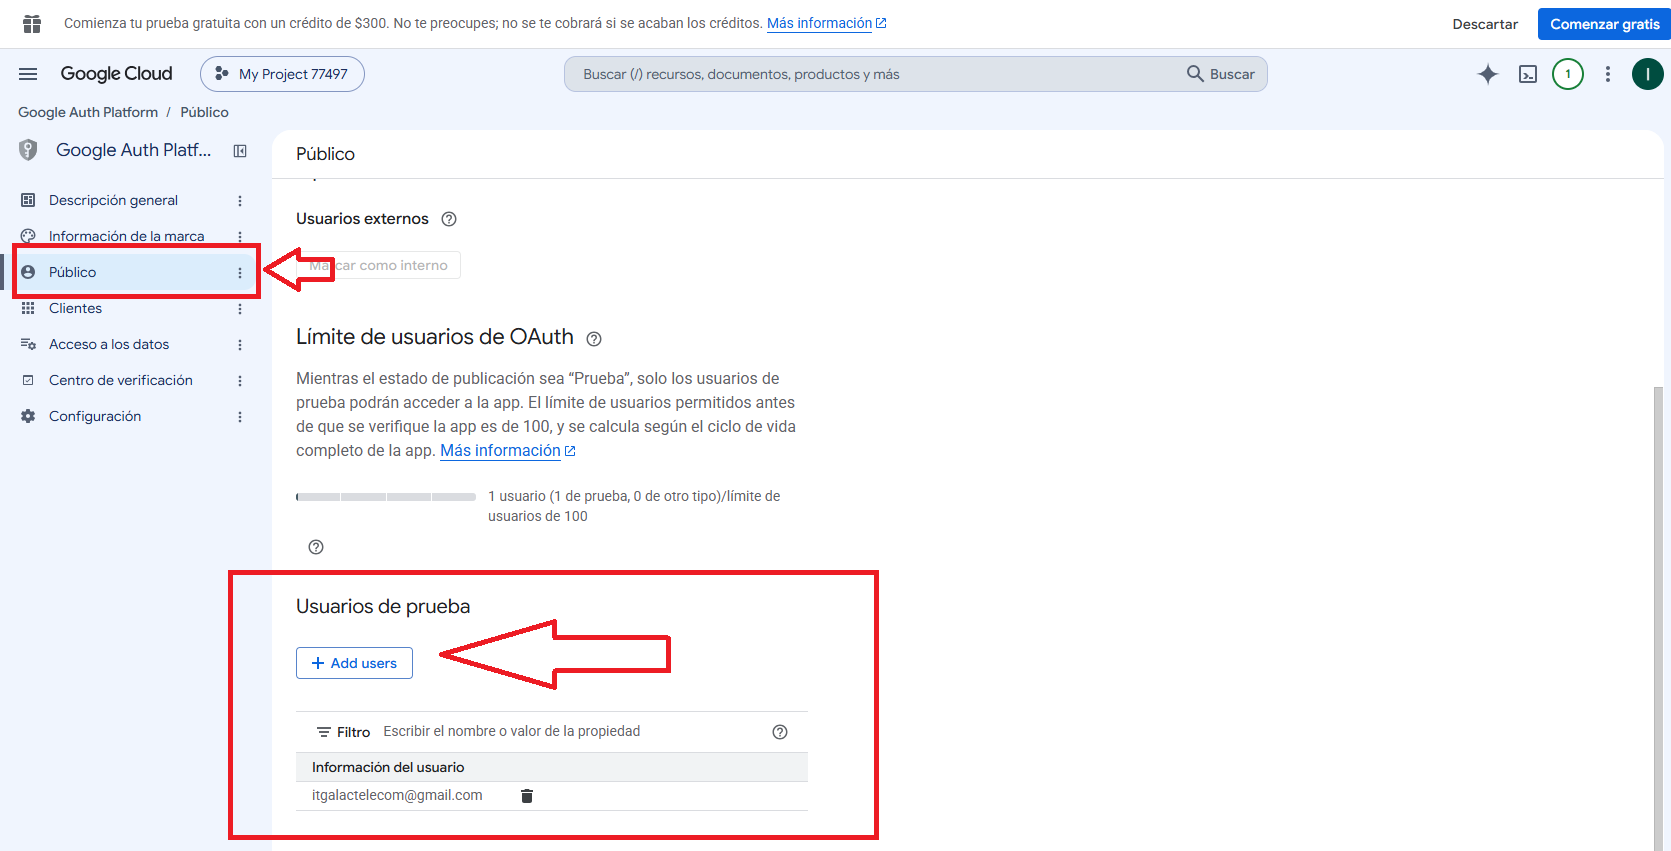 Comienza tu prueba gratuita con un crédito de $300. No te preocupes; no se te cobrará si se acaban los créditos. Más información
Descartar
Comenzar gratis
Google Cloud
My Project 77497
Buscar (/) recursos, documentos, productos y más
Buscar
1
I
Google Auth Platform / Público
Google Auth Platf...
Público
Descripción general
Información de la marca
Público
Clientes
Acceso a los datos
Centro de verificación
Configuración
Usuarios externos
Marcar como interno
Límite de usuarios de OAuth
Mientras el estado de publicación sea “Prueba”, solo los usuarios de
prueba podrán acceder a la app. El límite de usuarios permitidos antes
de que se verifique la app es de 100, y se calcula según el ciclo de vida
completo de la app. Más información
1 usuario (1 de prueba, 0 de otro tipo)/límite de
usuarios de 100
Usuarios de prueba
+ Add users
Filtro Escribir el nombre o valor de la propiedad
Información del usuario
itgalactelecom@gmail.com